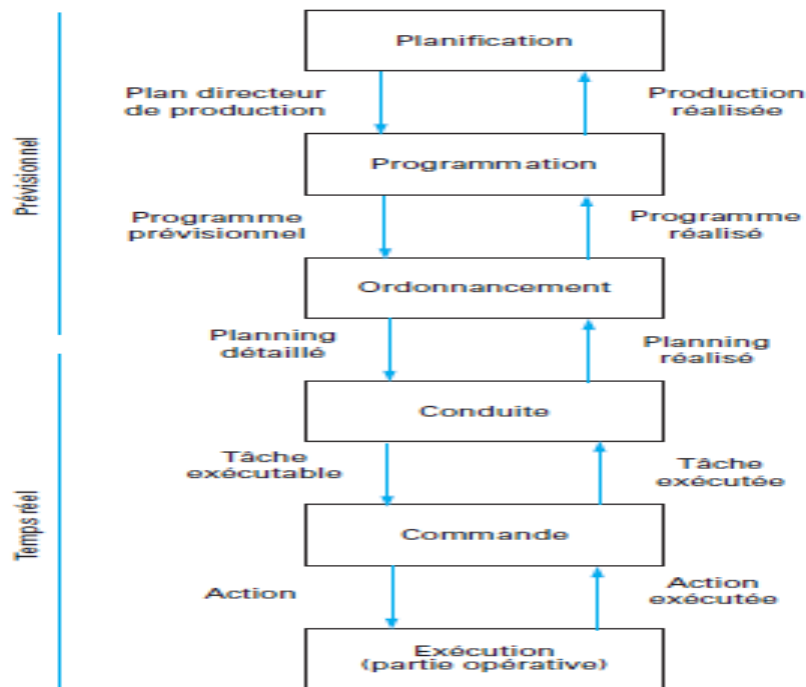 Planification
Plan directeur
de production
Production
réalisée
Programmation
Programme
prévisionnel
Programme
réalisé
Ordonnancement
Planning
détaillé
Planning
réalisé
Conduite
Tâche
exécutable
Tâche
exécutée
Commande
Action
Action
exécutée
Exécution
(partie opérative)
Prévisionnel
Temps réel